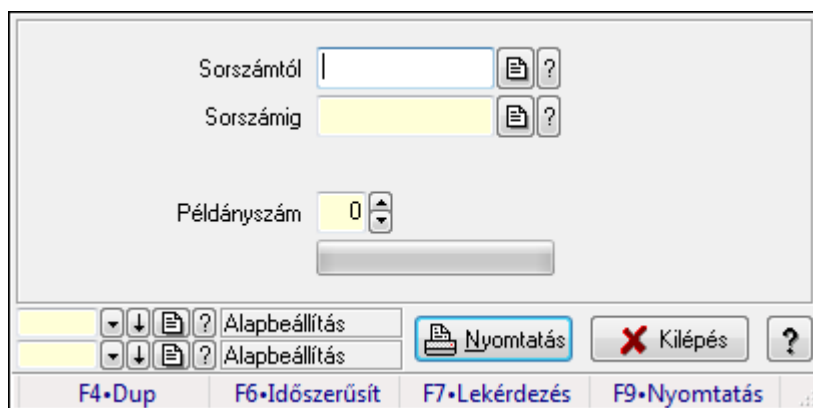 Sorszámtól ?
Sorszámig ?
Példányszám 0
? Alapbeállítás
? Alapbeállítás
Nyomtatás Kilépés ?
F4•Dup F6•Időszerűsít F7•Lekérdezés F9•Nyomtatás